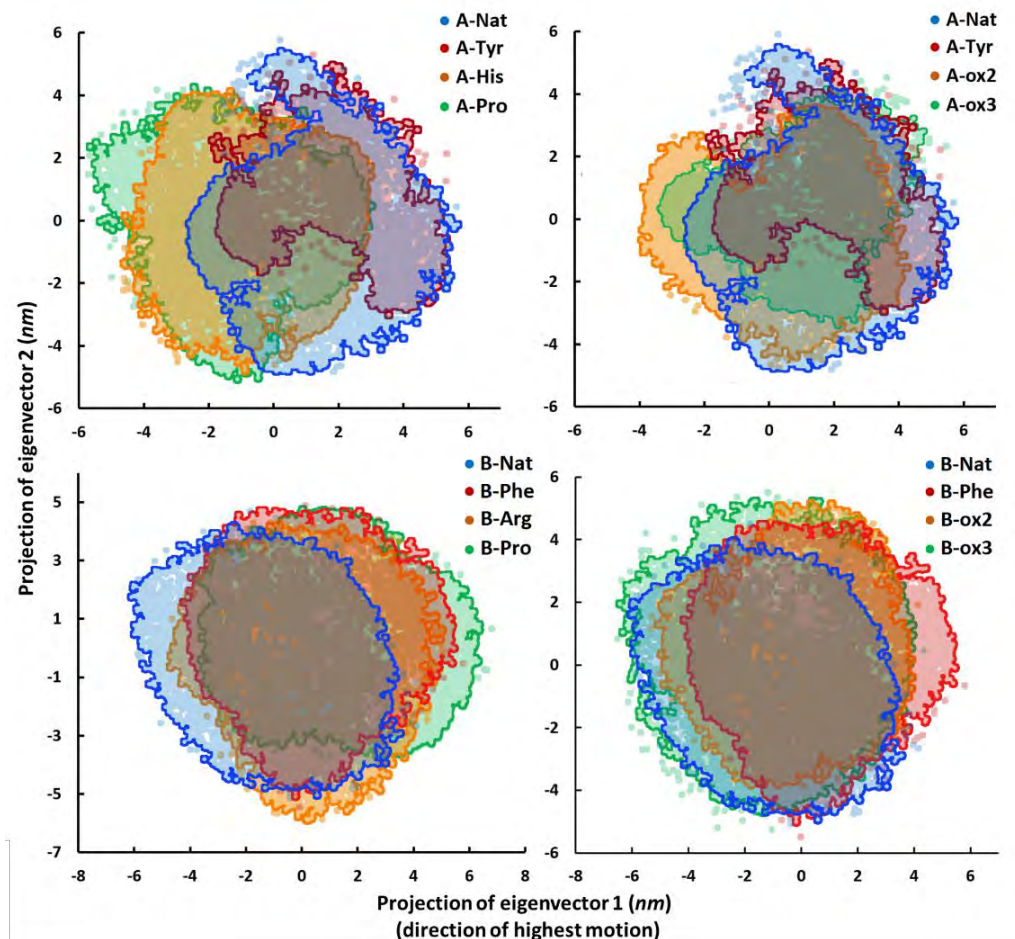 A-Nat
A-Tyr
A-His
A-Pro
6
4
2
0
-2
-4
-6
-6 -4 -2 0 2 4 6
A-Nat
A-Tyr
A-ox2
A-ox3
6
4
2
0
-2
-4
-6
-6 -4 -2 0 2 4 6
Projection of eigenvector 2 (nm)
B-Nat
B-Phe
B-Arg
B-Pro
5
3
1
-1
-3
-5
-7
-8 -6 -4 -2 0 2 4 6 8
B-Nat
B-Phe
B-ox2
B-ox3
6
4
2
0
-2
-4
-6
-8 -6 -4 -2 0 2 4 6
Projection of eigenvector 1 (nm)
(direction of highest motion)